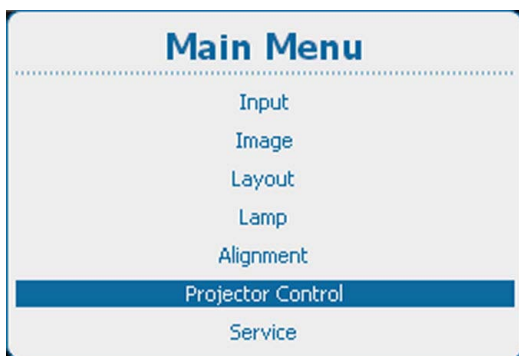 Main Menu
Input
Image
Layout
Lamp
Alignment
Projector Control
Service